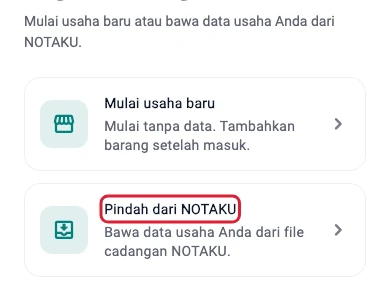 Mulai usaha baru atau bawa data usaha Anda dari
NOTAKU.
Mulai usaha baru
Mulai tanpa data. Tambahkan
barang setelah masuk.
Pindah dari NOTAKU
Bawa data usaha Anda dari file
cadangan NOTAKU.